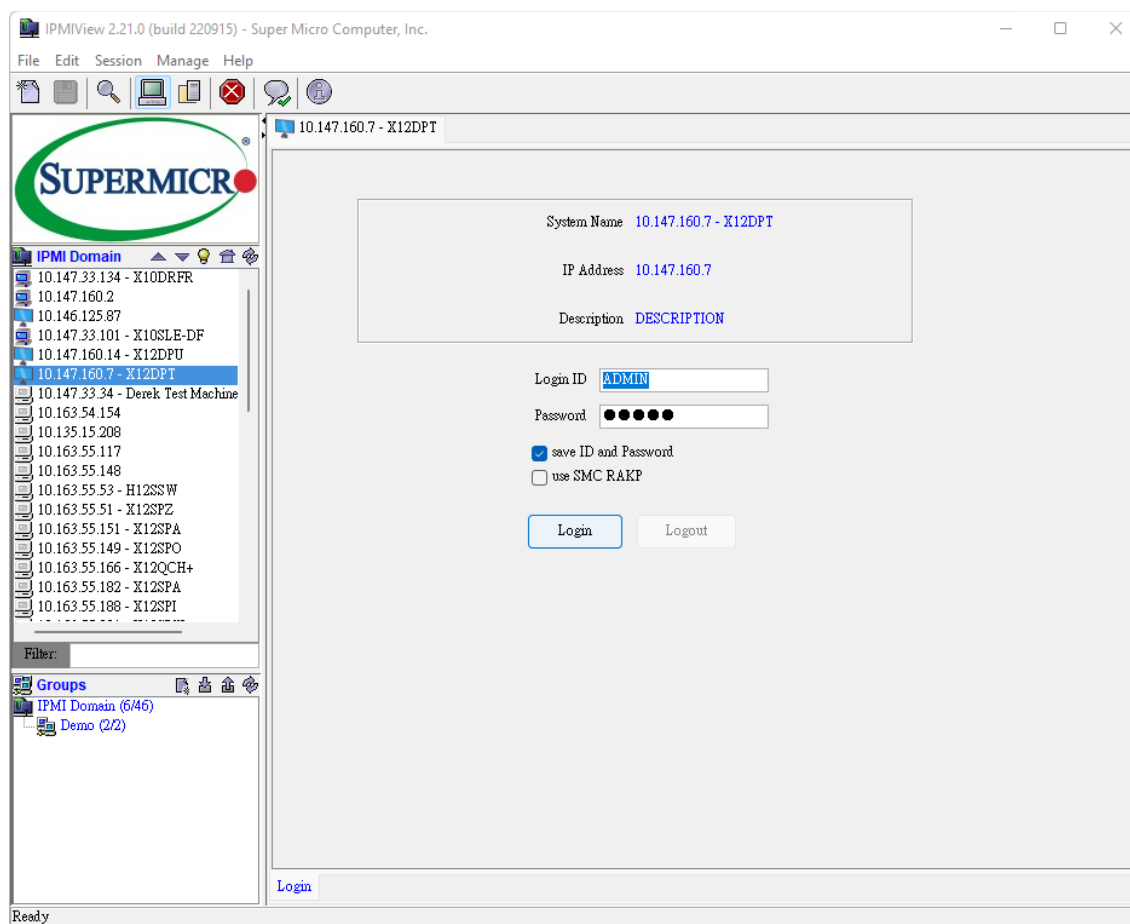 IPMIView 2.21.0 (build 220915) - Super Micro Computer, Inc.
File Edit Session Manage Help
SUPERMICRO
®
10.147.160.7 - X12DPT
System Name 10.147.160.7 - X12DPT
IP Address 10.147.160.7
Description DESCRIPTION
Login ID ADMIN
Password ●●●●●
save ID and Password
use SMC RAKP
Login Logout
IPMI Domain
10.147.33.134 - X10DRFR
10.147.160.2
10.146.125.87
10.147.33.101 - X10SLE-DF
10.147.160.14 - X12DPU
10.147.160.7 - X12DPT
10.147.33.34 - Derek Test Machine
10.163.54.154
10.135.15.208
10.163.55.117
10.163.55.148
10.163.55.53 - H12SSW
10.163.55.51 - X12SPZ
10.163.55.151 - X12SPA
10.163.55.149 - X12SPO
10.163.55.166 - X12QCH+
10.163.55.182 - X12SPA
10.163.55.188 - X12SPI
Filter:
Groups
IPMI Domain (6/46)
Demo (2/2)
Login
Ready